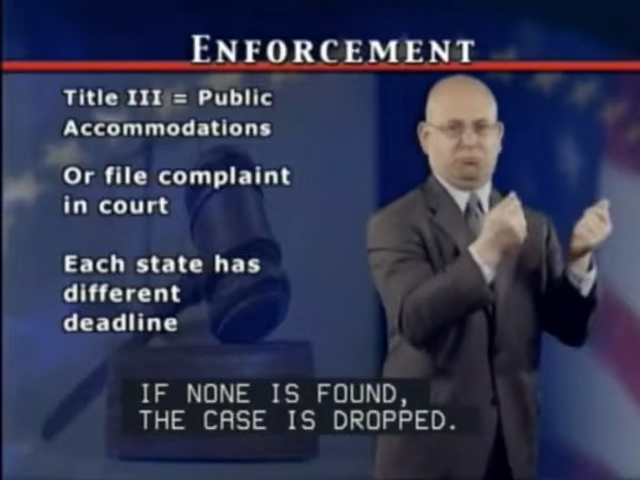 ENFORCEMENT
Title III = Public
Accommodations
Or file complaint
in court
Each state has
different
deadline
IF NONE IS FOUND,
THE CASE IS DROPPED.